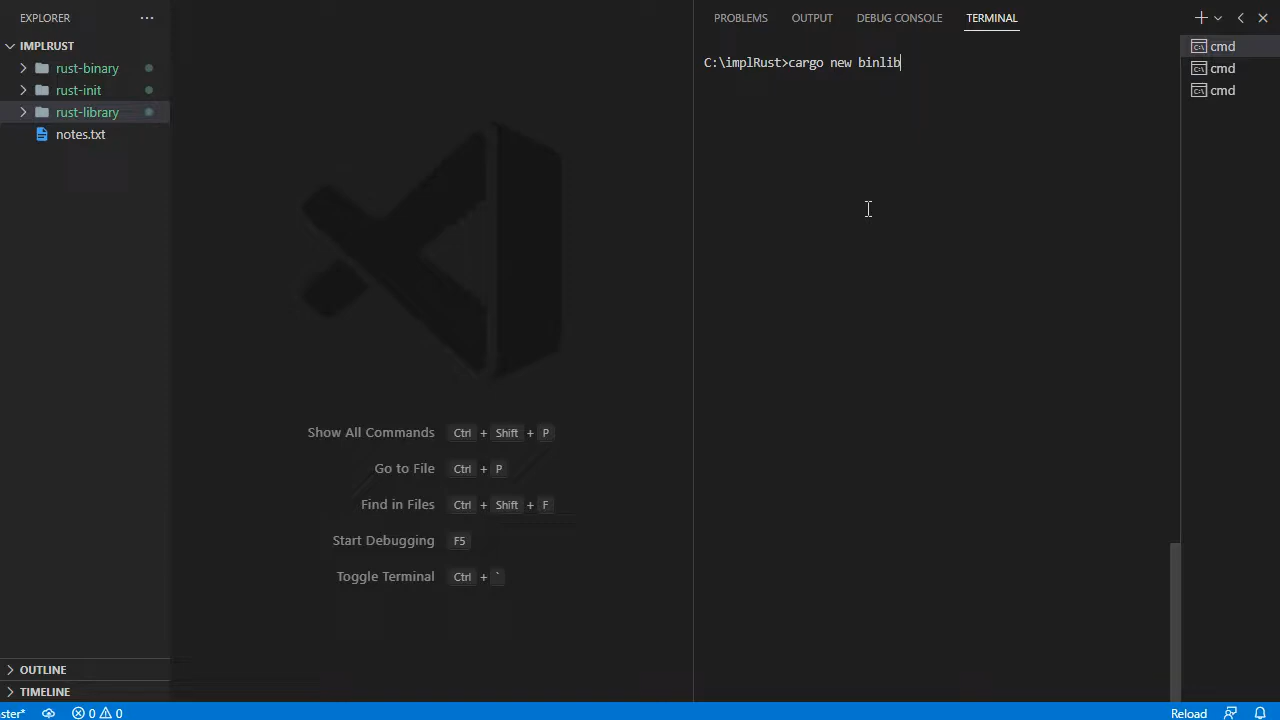 EXPLORER ···
PROBLEMS OUTPUT DEBUG CONSOLE TERMINAL
IMPLRUST
rust-binary
rust-init
rust-library
notes.txt
C:\implRust>cargo new binlib
cmd
cmd
cmd
Show All Commands Ctrl + Shift + P
Go to File Ctrl + P
Find in Files Ctrl + Shift + F
Start Debugging F5
Toggle Terminal Ctrl + `
OUTLINE
TIMELINE
ster* 0 0 Reload